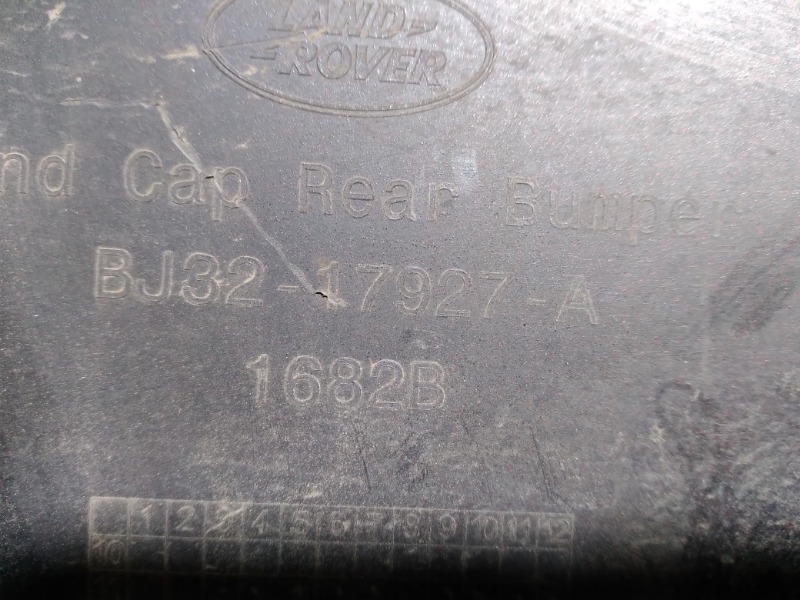 LAND
ROVER
nd Cap Rear Bumper
BJ32-17927-A
1682B
1 2 3 4 5 6 7 8 9 10 11 12
10